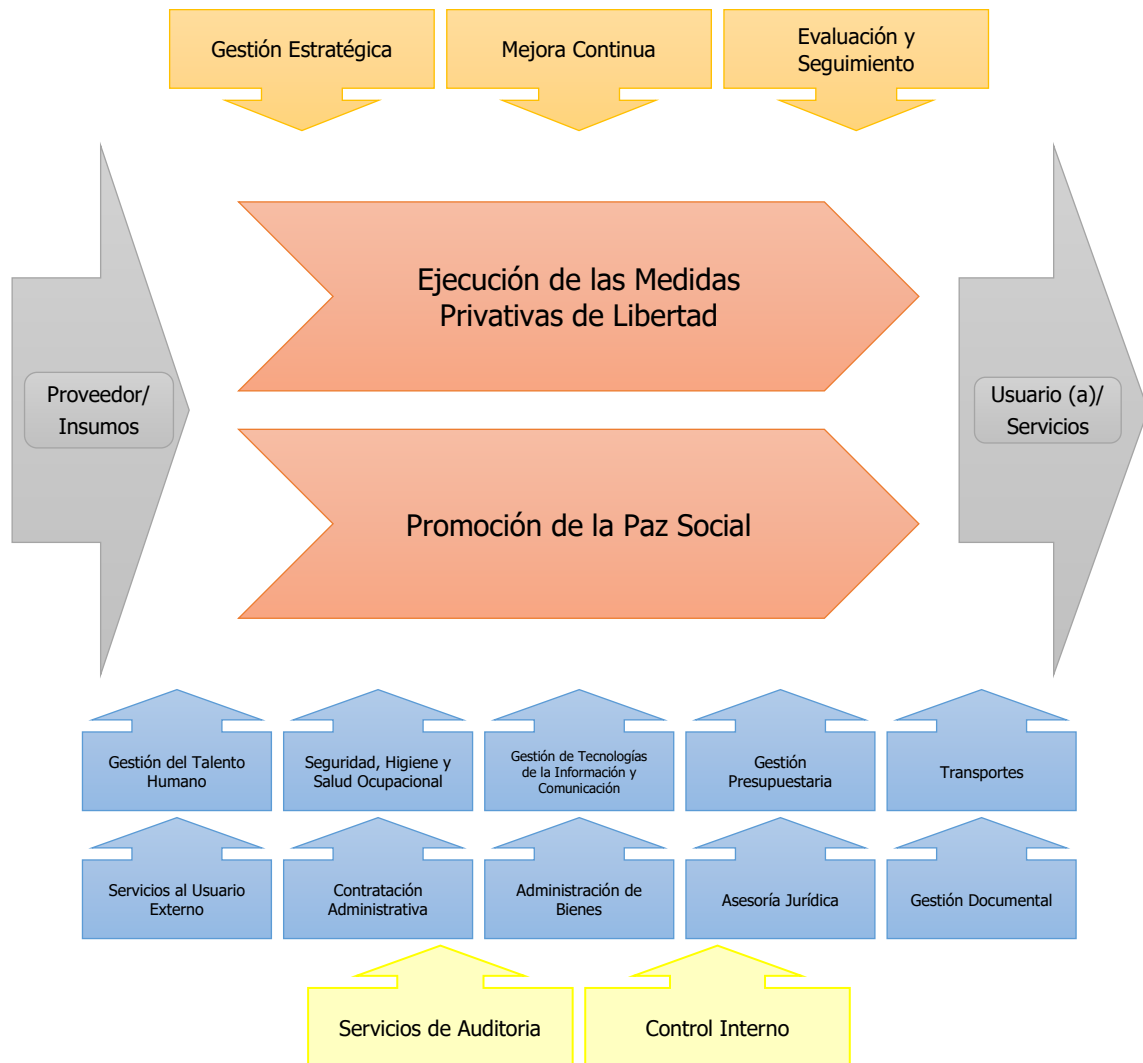 Gestión Estratégica
Mejora Continua
Evaluación y
Seguimiento
Ejecución de las Medidas
Privativas de Libertad
Proveedor/
Insumos
Usuario (a)/
Servicios
Promoción de la Paz Social
Gestión del Talento
Humano
Seguridad, Higiene y
Salud Ocupacional
Gestión de Tecnologías
de la Información y
Comunicación
Gestión
Presupuestaria
Transportes
Servicios al Usuario
Externo
Contratación
Administrativa
Administración de
Bienes
Asesoría Jurídica
Gestión Documental
Servicios de Auditoria
Control Interno